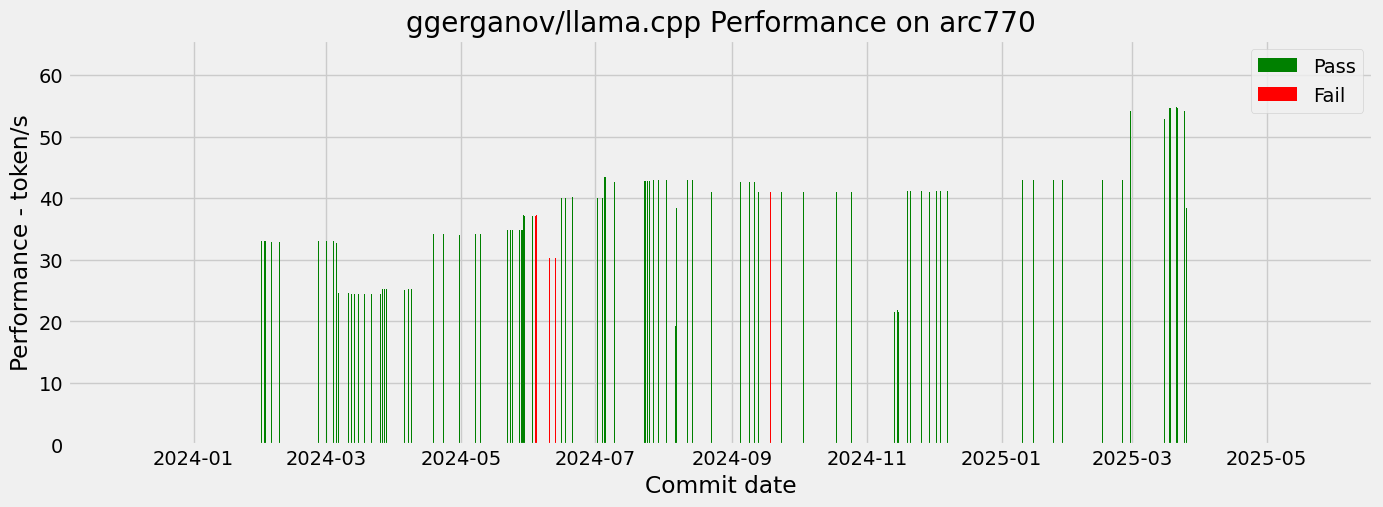 ggerganov/llama.cpp Performance on arc770
Pass
Fail
Performance - token/s
60
50
40
30
20
10
0
2024-01 2024-03 2024-05 2024-07 2024-09 2024-11 2025-01 2025-03 2025-05
Commit date